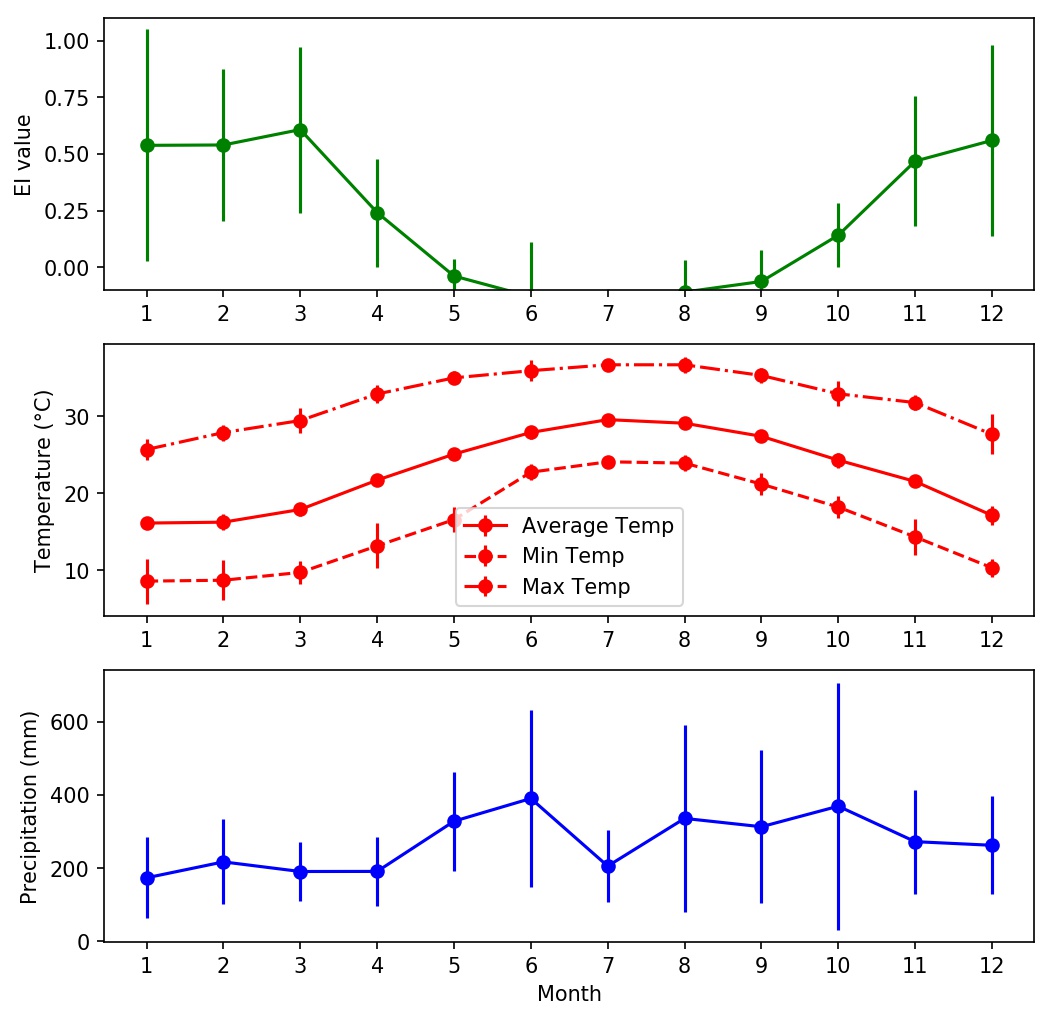 EI value
1.00
0.75
0.50
0.25
0.00
1 2 3 4 5 6 7 8 9 10 11 12
Temperature (°C)
30
20
10
Average Temp
Min Temp
Max Temp
1 2 3 4 5 6 7 8 9 10 11 12
Precipitation (mm)
600
400
200
0
1 2 3 4 5 6 7 8 9 10 11 12
Month